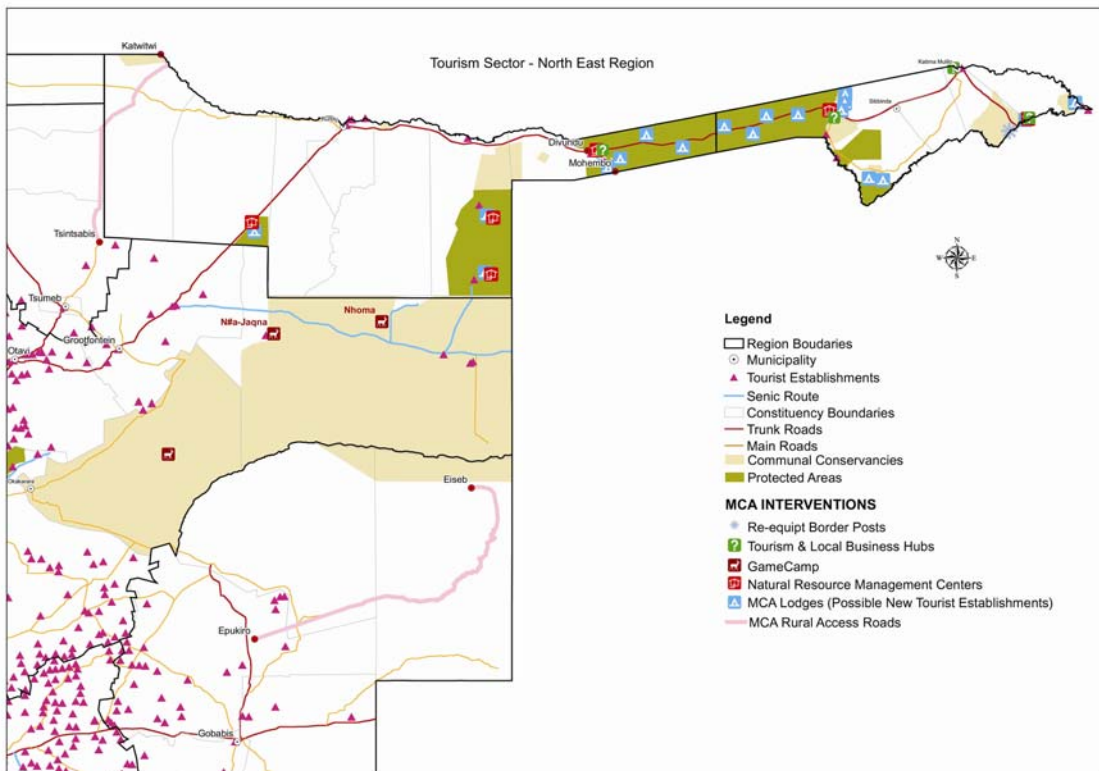 Katwitwi
Tourism Sector - North East Region
Katima Mulilo
Sibbinda
Divundu
Mohembo
N
W E
S
Tsintsabis
Tsumeb
Grootfontein
Otavi
N#a-Jaqna
Nhoma
Eiseb
Epukiro
Gobabis
Legend
Region Boudaries
Municipality
Tourist Establishments
Senic Route
Constituency Boundaries
Trunk Roads
Main Roads
Communal Conservancies
Protected Areas
MCA INTERVENTIONS
Re-equipt Border Posts
? Tourism & Local Business Hubs
GameCamp
Natural Resource Management Centers
MCA Lodges (Possible New Tourist Establishments)
MCA Rural Access Roads